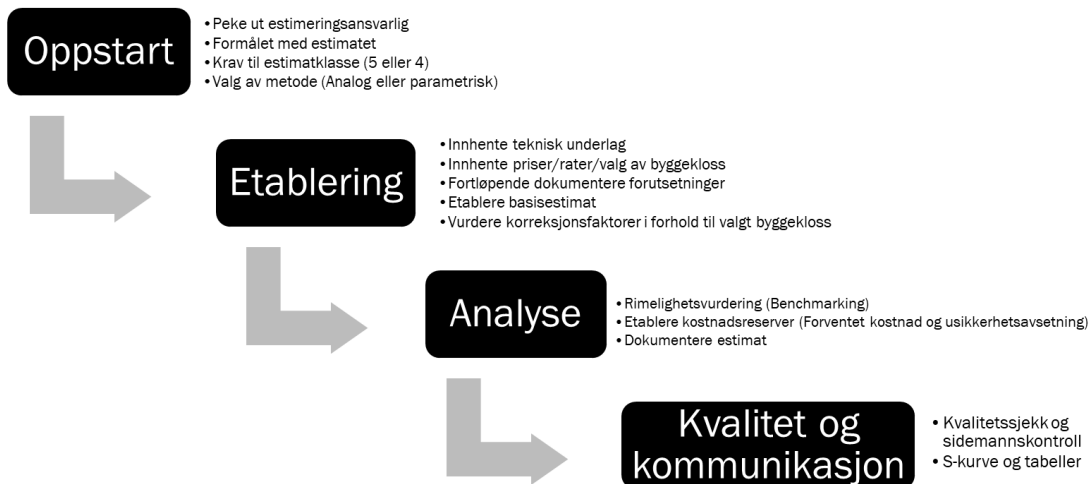 Oppstart
• Peke ut estimeringsansvarlig
• Formålet med estimatet
• Krav til estimatklasse (5 eller 4)
• Valg av metode (Analog eller parametrisk)
Etablering
• Innhente teknisk underlag
• Innhente priser/rater/valg av byggekloss
• Fortløpende dokumentere forutsetninger
• Etablere basisestimat
• Vurdere korreksjonsfaktorer i forhold til valgt byggekloss
Analyse
• Rimelighetsvurdering (Benchmarking)
• Etablere kostnadsreserver (Forventet kostnad og usikkerhetsavsetning)
• Dokumentere estimat
Kvalitet og
kommunikasjon
• Kvalitetssjekk og
sidemannskontroll
• S-kurve og tabeller